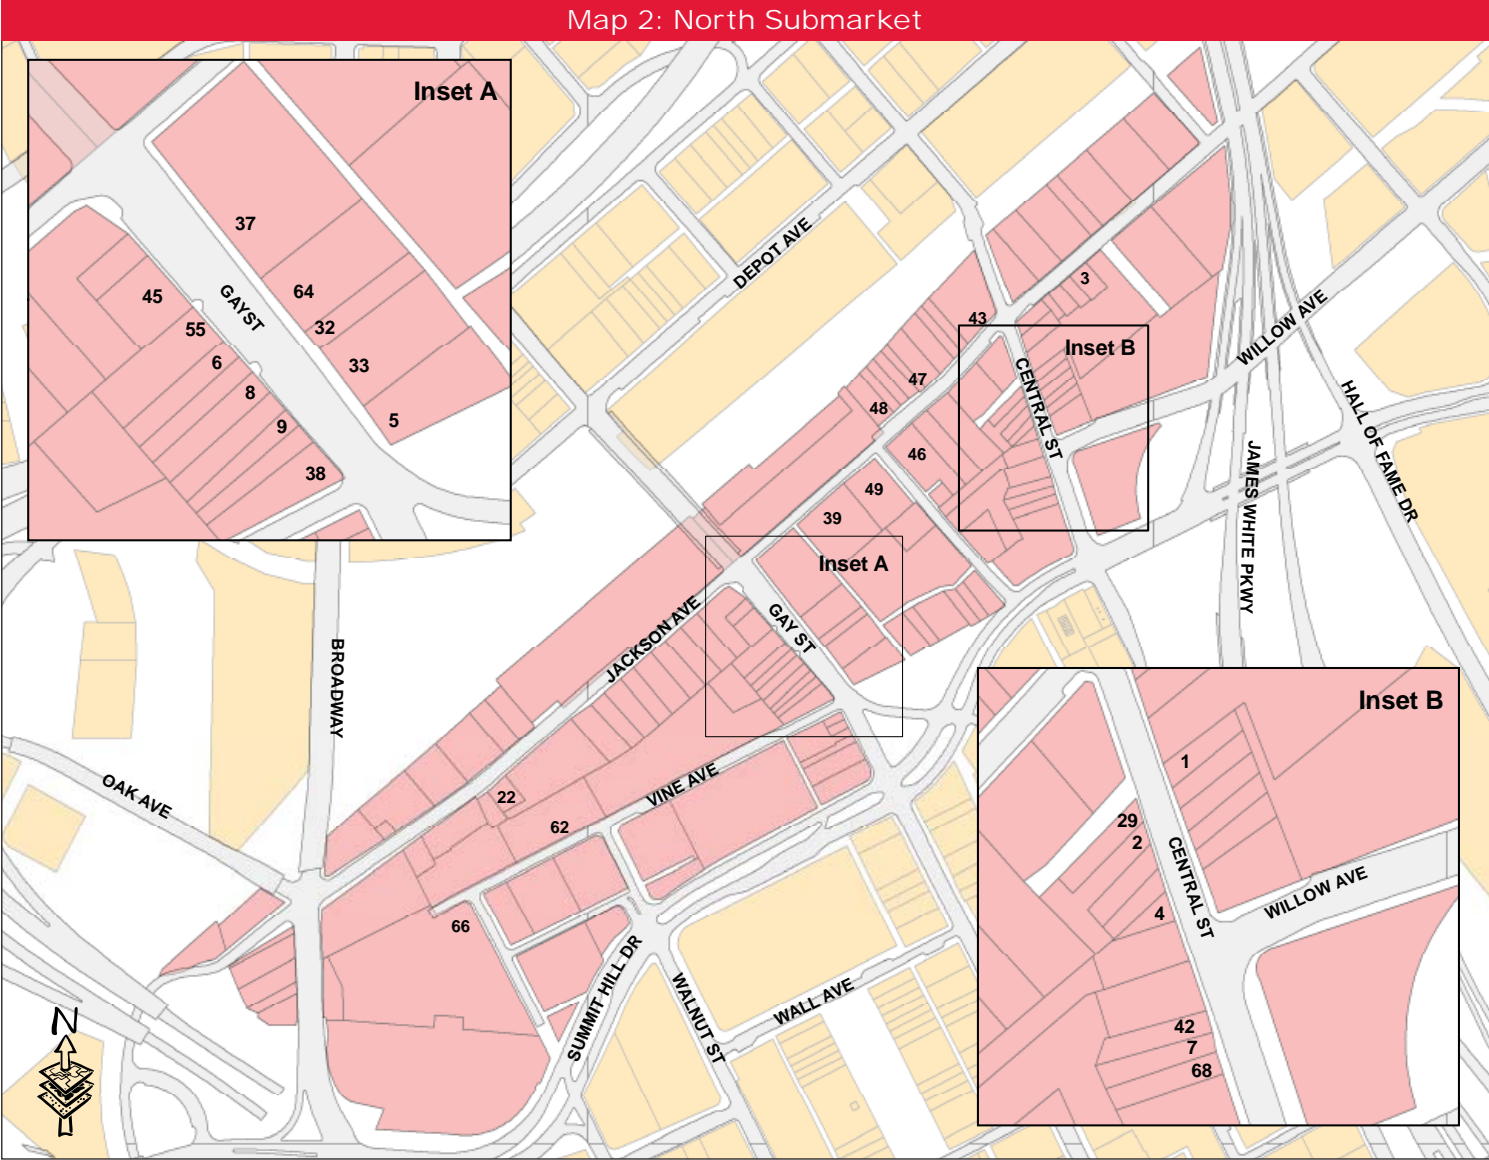 Map 2: North Submarket
Inset A
37
64
45
GAYST
55
32
6
33
8
5
9
38
DEPOT AVE
3
43
WILLOW AVE
Inset B
CENTRAL ST
47
48
HALL OF FAME DR
46
49
39
JAMES WHITE PKWY
Inset A
GAY ST
JACKSON AVE
BROADWAY
OAK AVE
22
VINE AVE
62
66
SUMMIT HILL DR
WALNUT ST
WALL AVE
N
Inset B
1
29
2
CENTRAL ST
WILLOW AVE
4
42
7
68